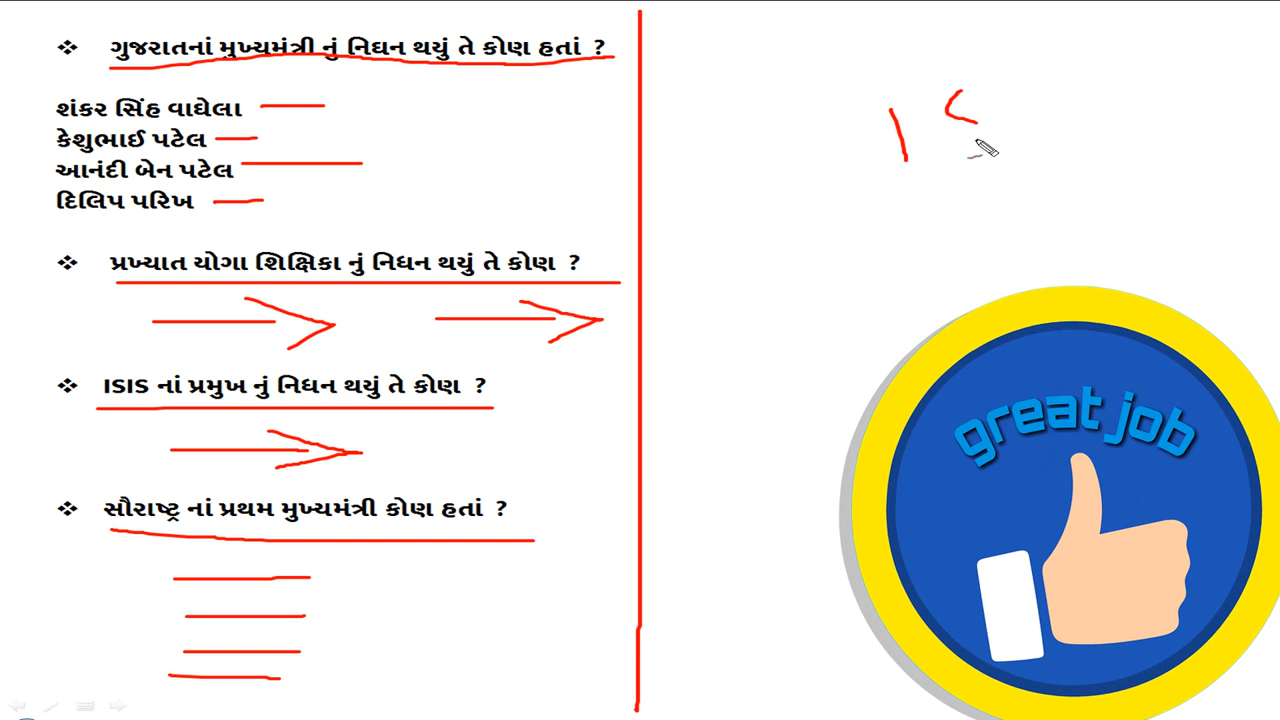 ❖ ગુજરાતનાં મુખ્યમંત્રી નું નિધન થયું તે કોણ હતાં ?
શંકર સિંહ વાઘેલા
કેશુભાઈ પટેલ
આનંદી બેન પટેલ
દિલિપ પરિખ
❖ પ્રખ્યાત યોગા શિક્ષિકા નું નિધન થયું તે કોણ ?
❖ ISIS નાં પ્રમુખ નું નિધન થયું તે કોણ ?
❖ સૌરાષ્ટ્ર નાં પ્રથમ મુખ્યમંત્રી કોણ હતાં ?
great job